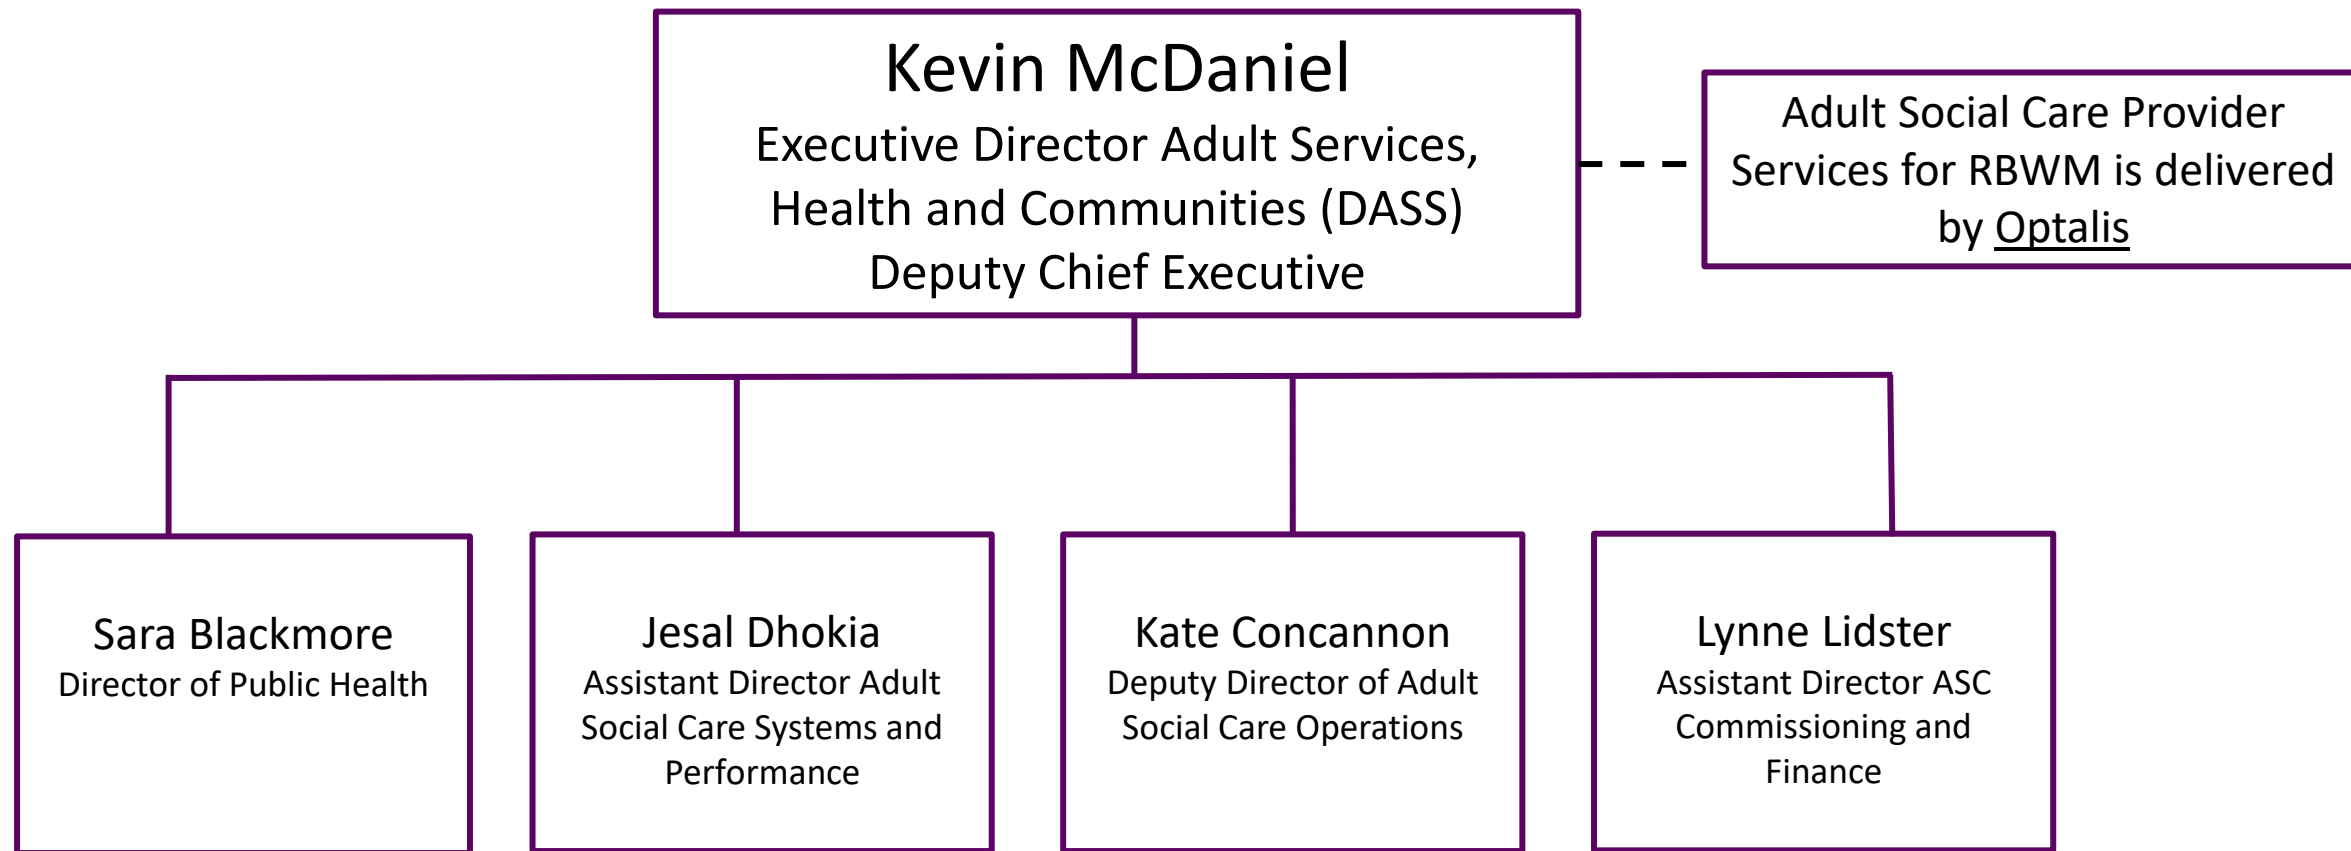 Kevin McDaniel
Executive Director Adult Services,
Health and Communities (DASS)
Deputy Chief Executive
Adult Social Care Provider
Services for RBWM is delivered
by Optalis
Sara Blackmore
Director of Public Health
Jesal Dhokia
Assistant Director Adult
Social Care Systems and
Performance
Kate Concannon
Deputy Director of Adult
Social Care Operations
Lynne Lidster
Assistant Director ASC
Commissioning and
Finance